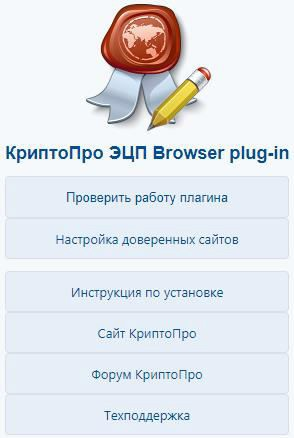 КриптоПро ЭЦП Browser plug-in
Проверить работу плагина
Настройка доверенных сайтов
Инструкция по установке
Сайт КриптоПро
Форум КриптоПро
Техподдержка